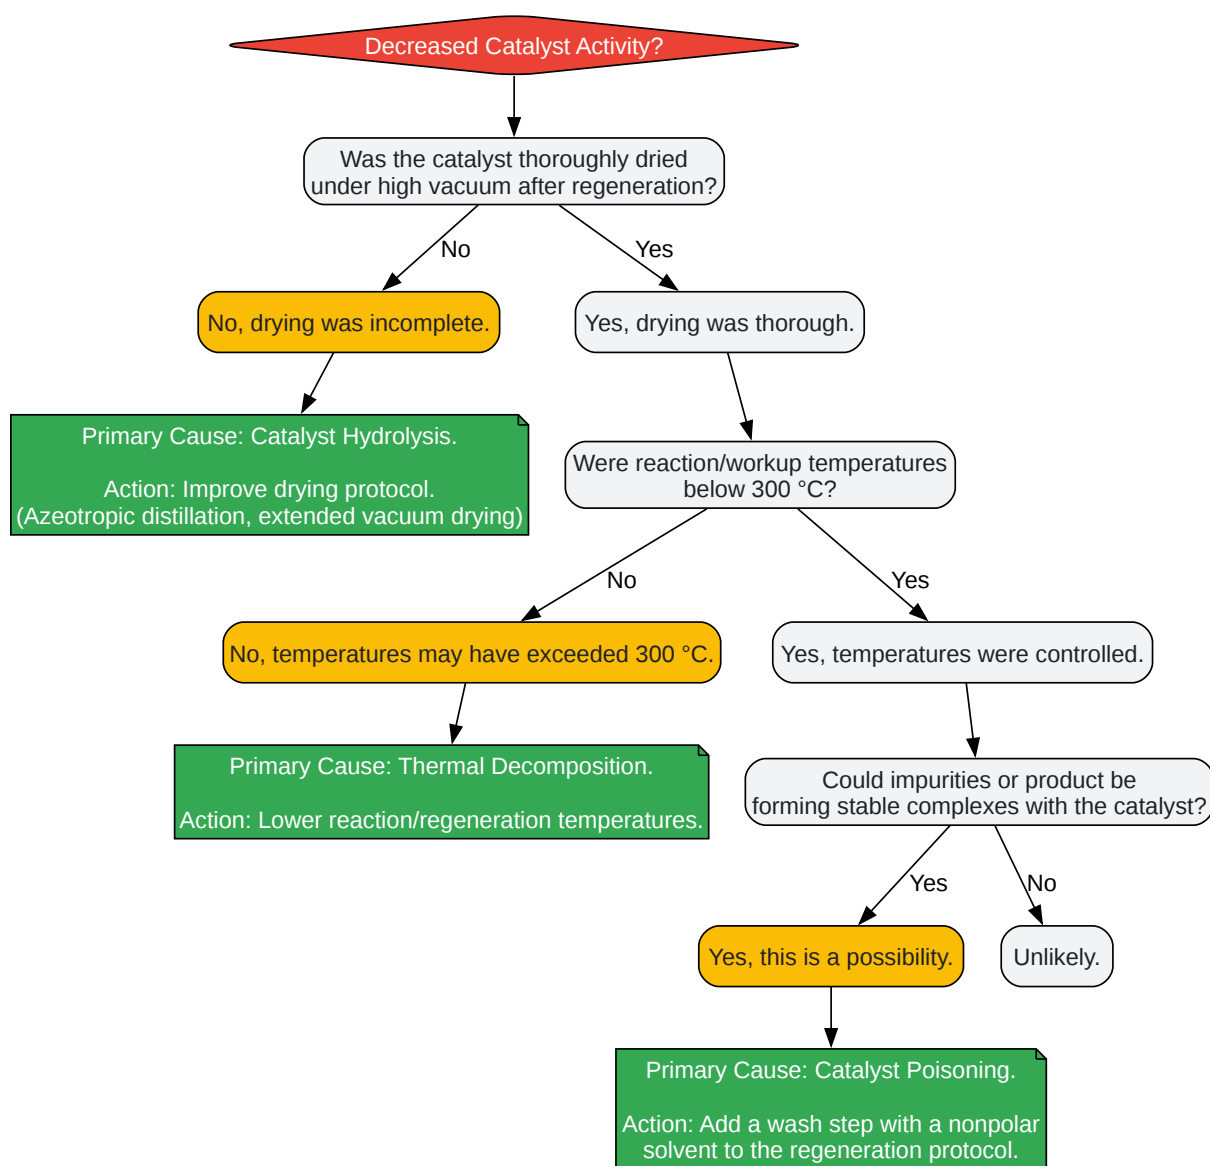 Decreased Catalyst Activity?
Was the catalyst thoroughly dried
under high vacuum after regeneration?
No
Yes
No, drying was incomplete.
Yes, drying was thorough.
Primary Cause: Catalyst Hydrolysis.
Action: Improve drying protocol.
(Azeotropic distillation, extended vacuum drying)
Were reaction/workup temperatures
below 300 °C?
No
Yes
No, temperatures may have exceeded 300 °C.
Yes, temperatures were controlled.
Primary Cause: Thermal Decomposition.
Action: Lower reaction/regeneration temperatures.
Could impurities or product be
forming stable complexes with the catalyst?
Yes
No
Yes, this is a possibility.
Unlikely.
Primary Cause: Catalyst Poisoning.
Action: Add a wash step with a nonpolar
solvent to the regeneration protocol.